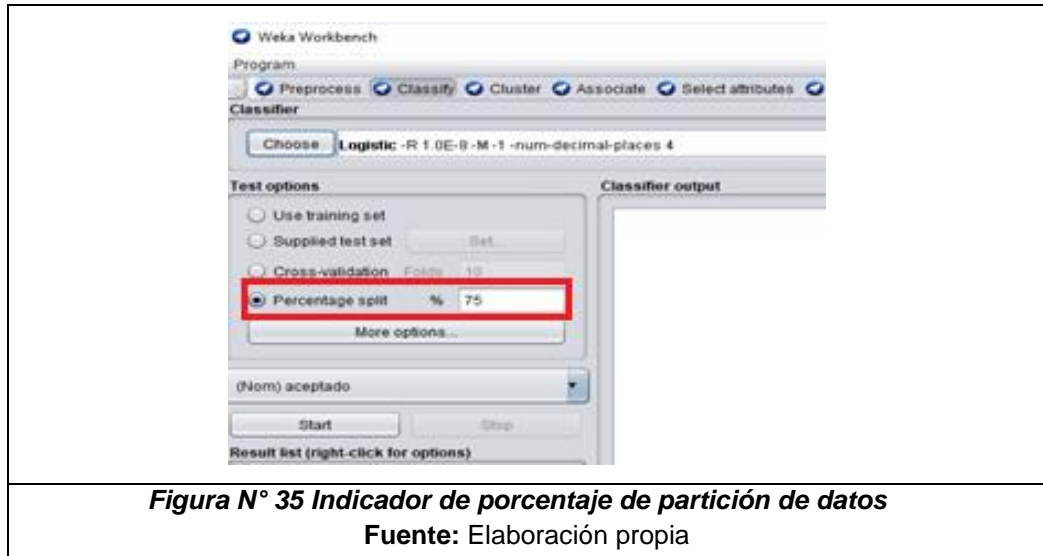 Weka Workbench
Program
Preprocess Classify Cluster Associate Select attributes
Classifier
Choose Logistic -R 1.0E-8 -M -1 -num-decimal-places 4
Test options
Classifier output
Use training set
Supplied test set Set...
Cross-validation Folds 10
Percentage split % 75
More options...
(Nom) aceptado
Start Stop
Result list (right-click for options)
Figura N° 35 Indicador de porcentaje de partición de datos
Fuente: Elaboración propia